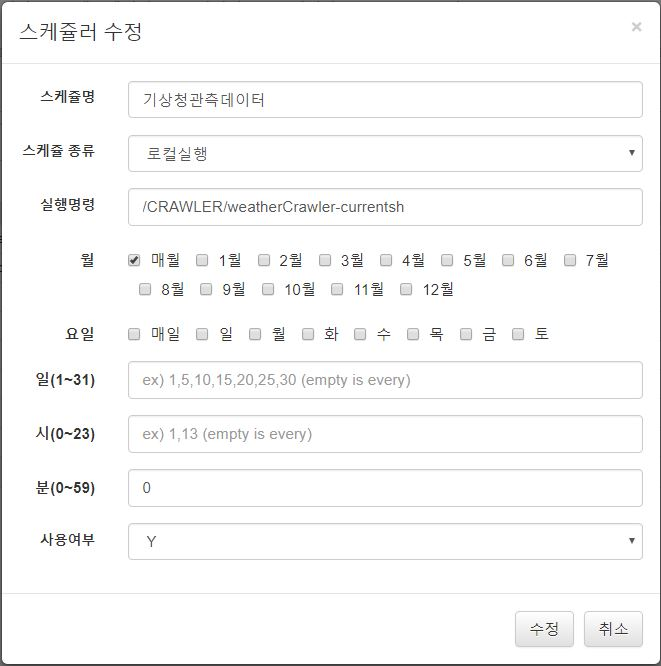 스케쥴러 수정 ×
스케쥴명 기상청관측데이터
스케쥴 종류 로컬실행
실행명령 /CRAWLER/weatherCrawler-currentsh
월 매월 1월 2월 3월 4월 5월 6월 7월
8월 9월 10월 11월 12월
요일 매일 일 월 화 수 목 금 토
일(1~31) ex) 1,5,10,15,20,25,30 (empty is every)
시(0~23) ex) 1,13 (empty is every)
분(0~59) 0
사용여부 Y
수정 취소